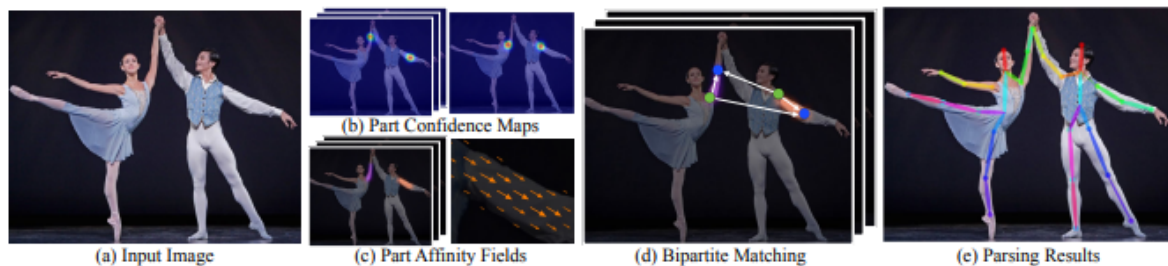 (b) Part Confidence Maps
(a) Input Image
(c) Part Affinity Fields
(d) Bipartite Matching
(e) Parsing Results